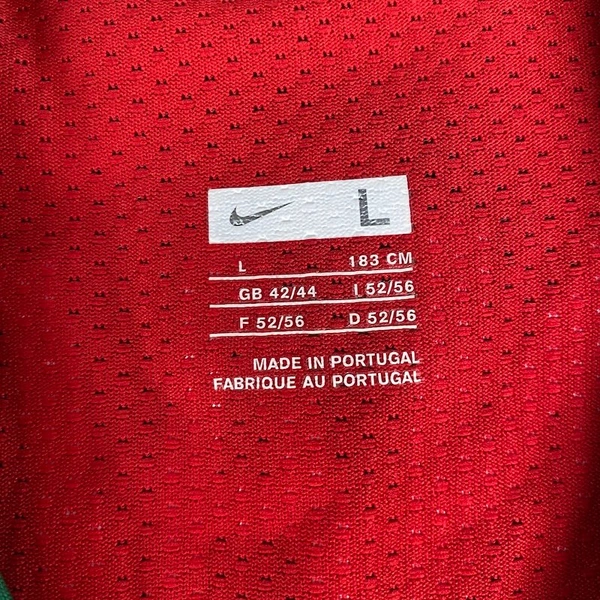 L
L 183 CM
GB 42/44 I 52/56
F 52/56 D 52/56
MADE IN PORTUGAL
FABRIQUE AU PORTUGAL